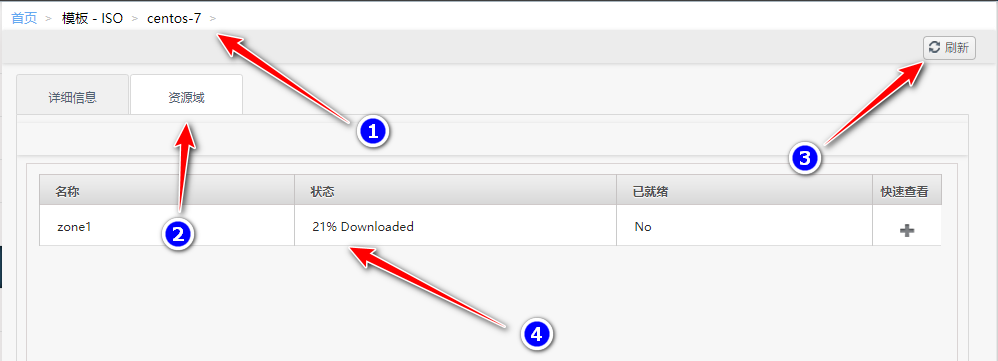 首页 > 模板 - ISO > centos-7 >
刷新
详细信息 资源域
1
3
2
名称 状态 已就绪 快速查看
zone1 21% Downloaded No
4